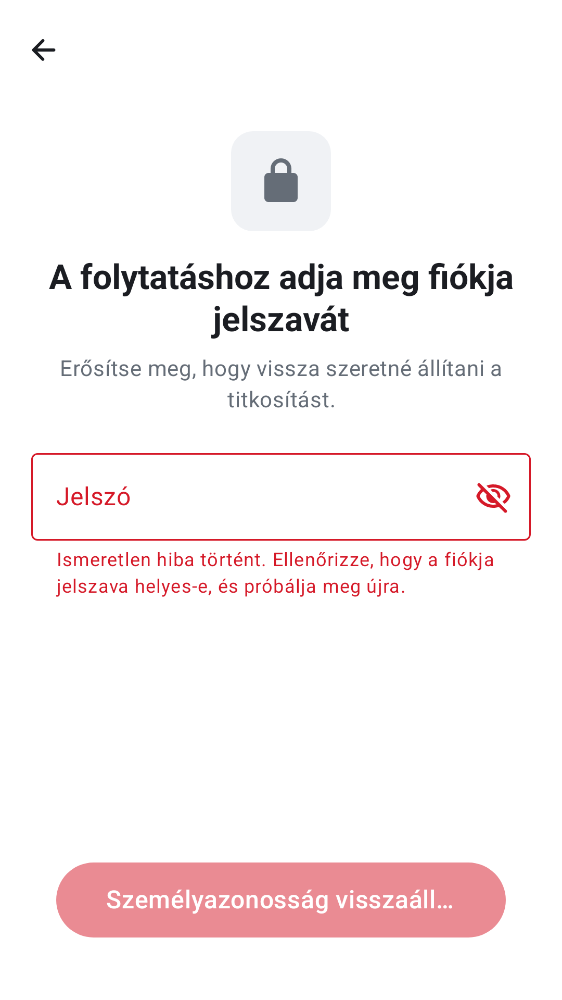 A folytatáshoz adja meg fiókja
jelszavát
Erősítse meg, hogy vissza szeretné állítani a
titkosítást.
Jelszó
Ismeretlen hiba történt. Ellenőrizze, hogy a fiókja
jelszava helyes-e, és próbálja meg újra.
Személyazonosság visszaáll…